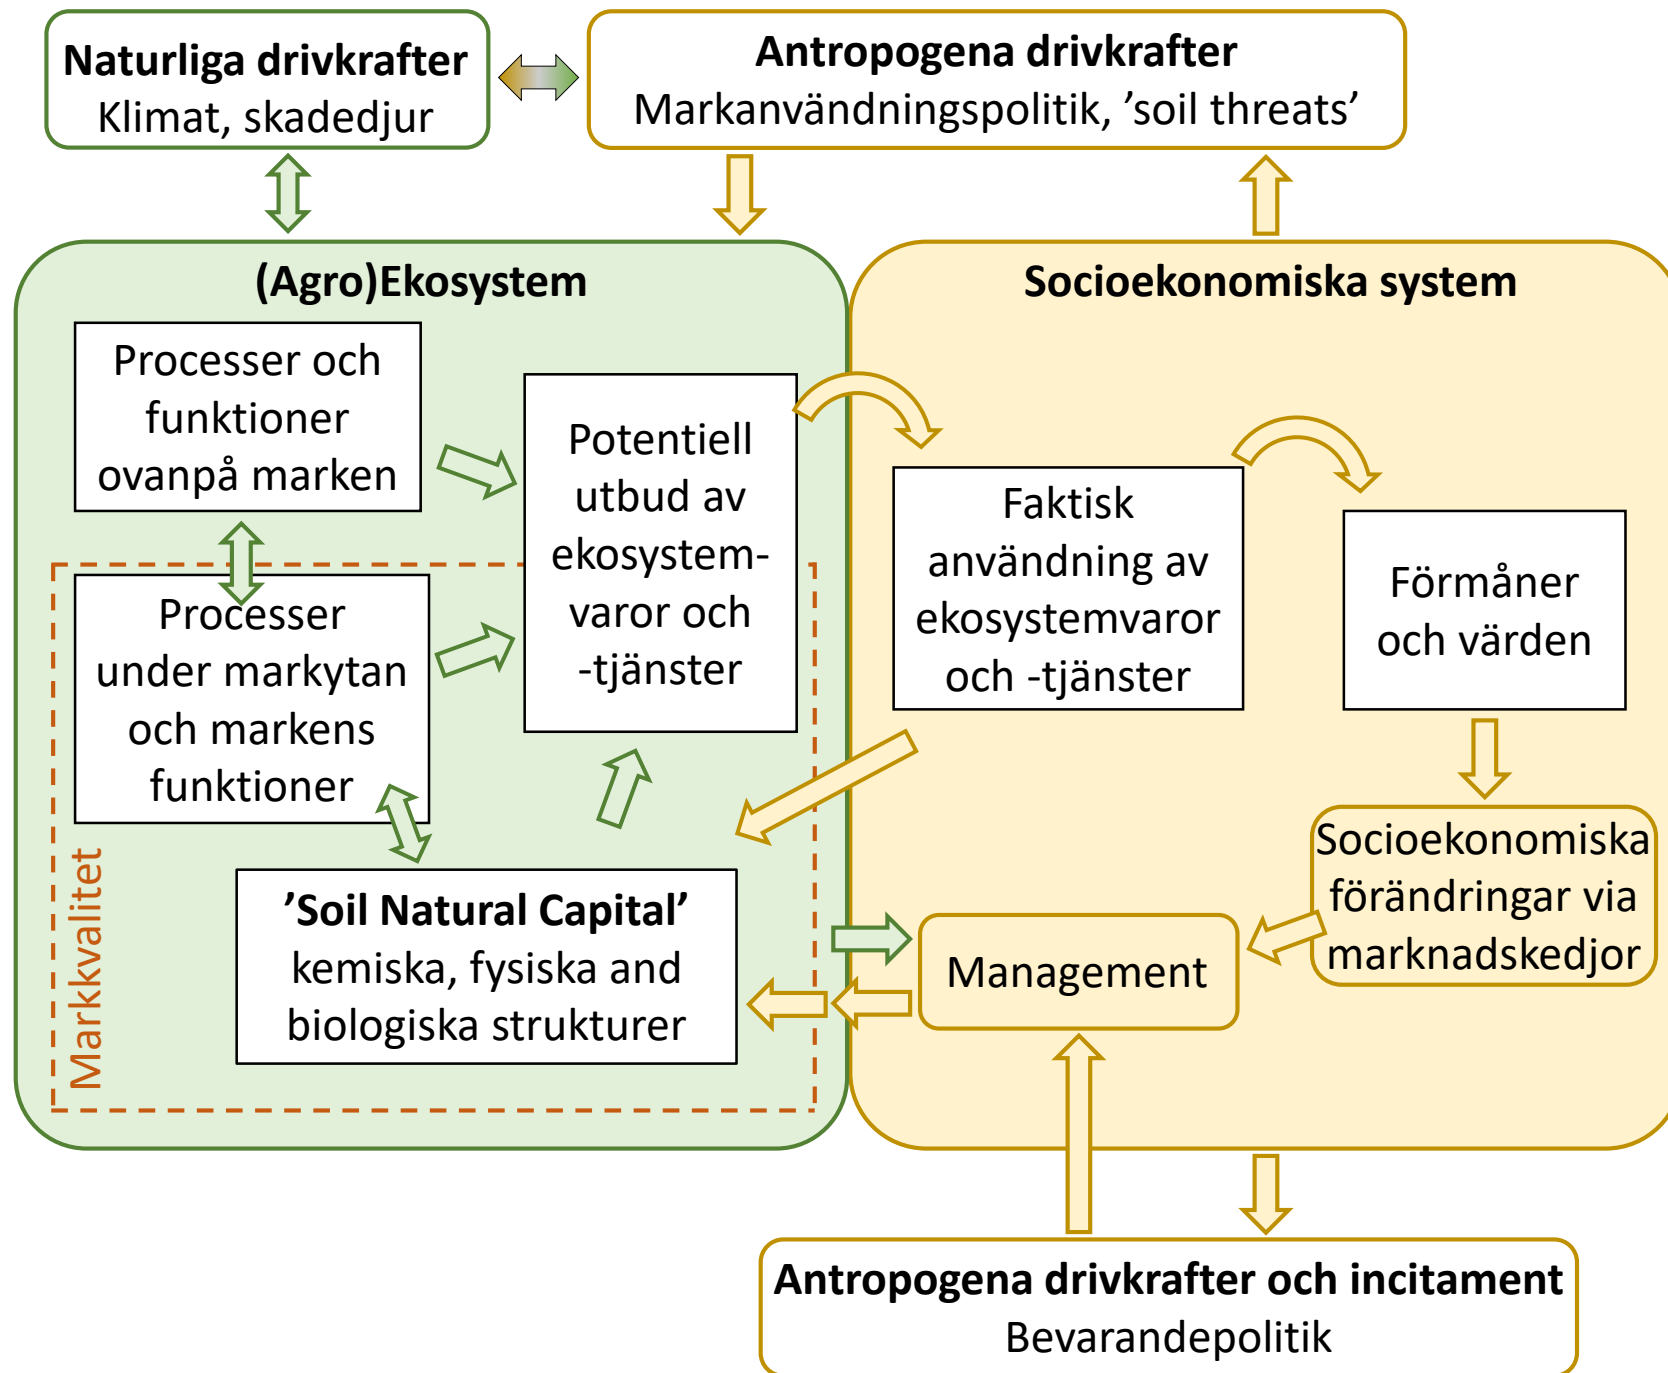 Naturliga drivkrafter
Klimat, skadedjur
Antropogena drivkrafter
Markanvändningspolitik, ’soil threats’
(Agro)Ekosystem
Processer och
funktioner
ovanpå marken
Potentiell
utbud av
ekosystem-
varor och
-tjänster
Processer
under markytan
och markens
funktioner
Markkvalitet
’Soil Natural Capital’
kemiska, fysiska and
biologiska strukturer
Socioekonomiska system
Faktisk
användning av
ekosystemvaror
och -tjänster
Förmåner
och värden
Socioekonomiska
förändringar via
marknadskedjor
Management
Antropogena drivkrafter och incitament
Bevarandepolitik